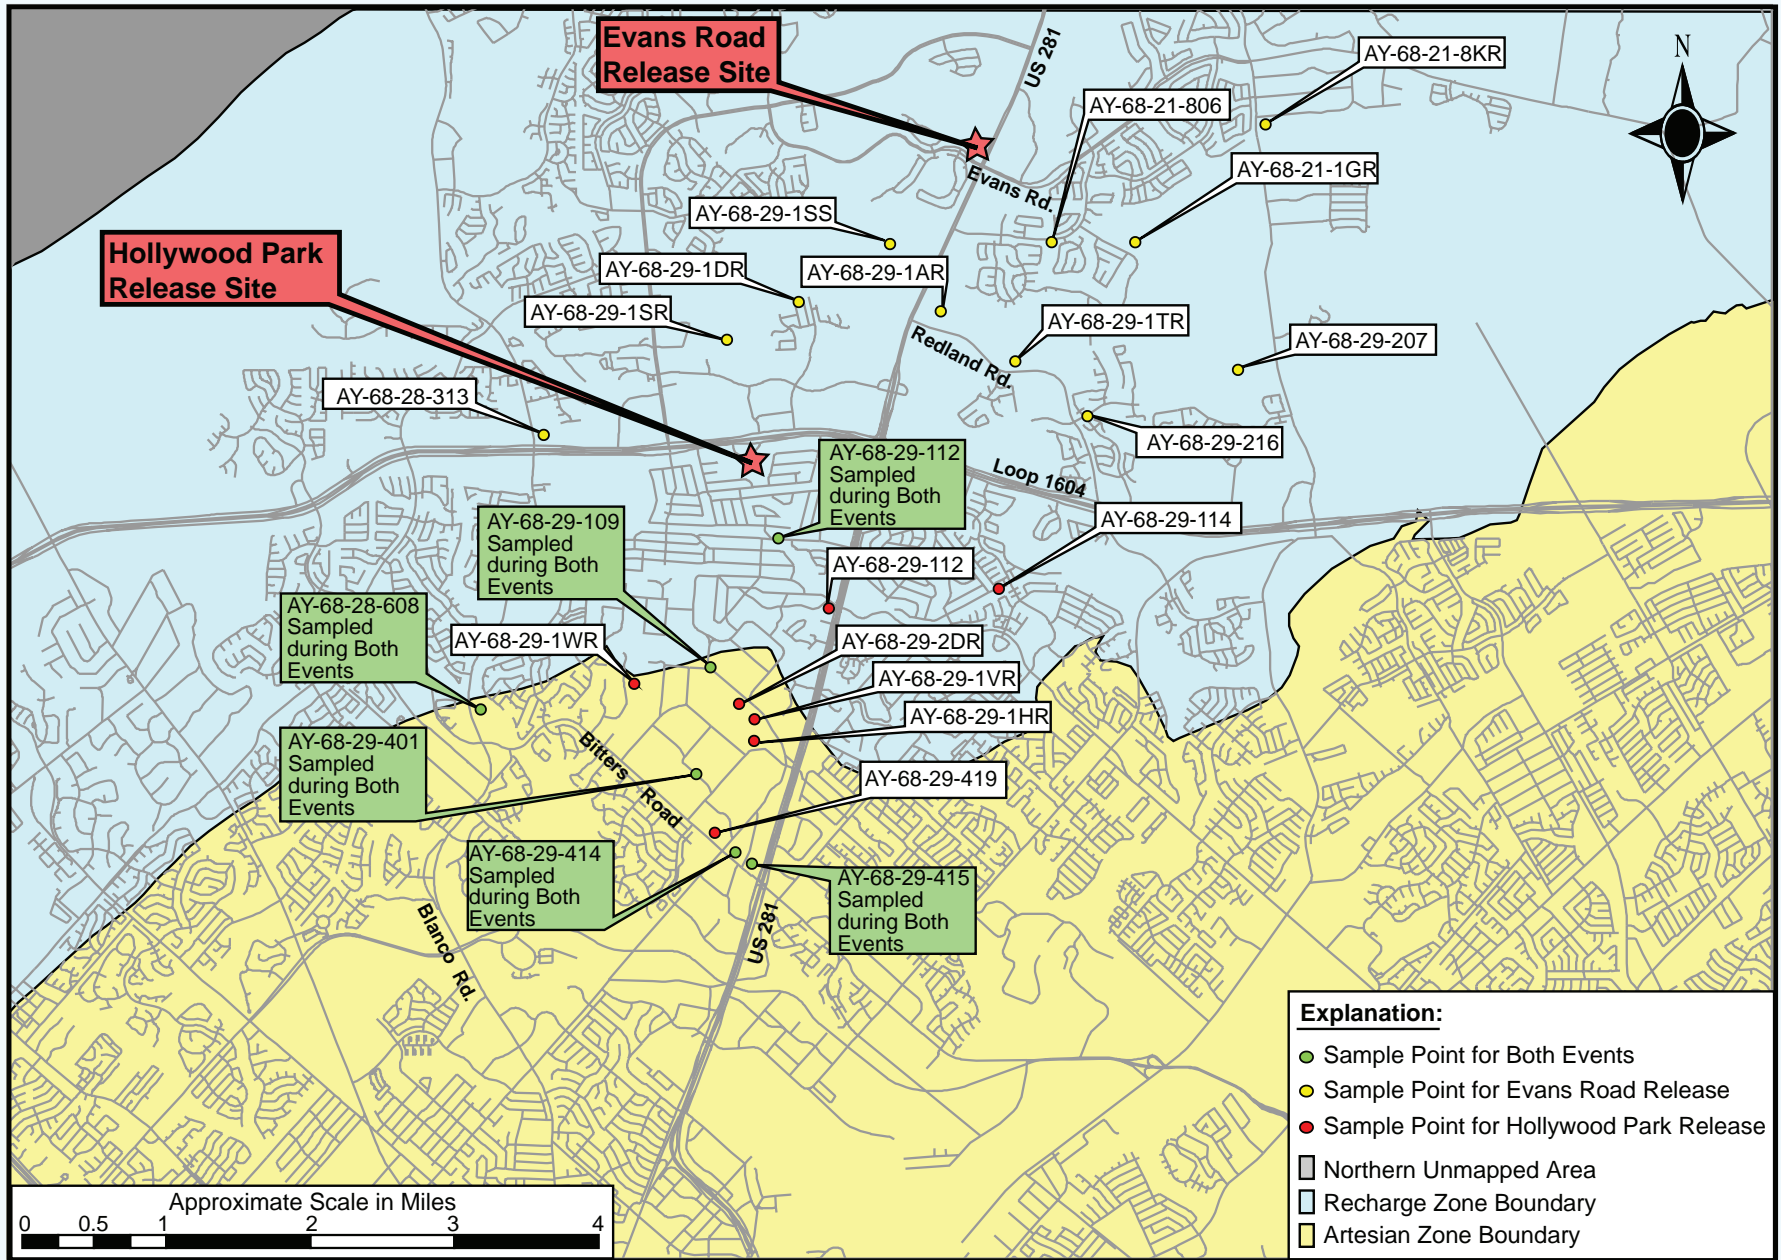 Evans Road
Release Site
US 281
AY-68-21-8KR
N
AY-68-21-806
AY-68-21-1GR
Evans Rd.
AY-68-29-1SS
Hollywood Park
Release Site
AY-68-29-1DR
AY-68-29-1AR
AY-68-29-1SR
AY-68-29-1TR
Redland Rd.
AY-68-29-207
AY-68-28-313
AY-68-29-216
AY-68-29-112
Sampled
during Both
Events
Loop 1604
AY-68-29-109
Sampled
during Both
Events
AY-68-29-114
AY-68-29-112
AY-68-28-608
Sampled
during Both
Events
AY-68-29-1WR
AY-68-29-2DR
AY-68-29-1VR
AY-68-29-1HR
AY-68-29-401
Sampled
during Both
Events
Bitters Road
AY-68-29-419
AY-68-29-414
Sampled
during Both
Events
AY-68-29-415
Sampled
during Both
Events
Blanco Rd.
US 281
Explanation:
Sample Point for Both Events
Sample Point for Evans Road Release
Sample Point for Hollywood Park Release
Northern Unmapped Area
Recharge Zone Boundary
Artesian Zone Boundary
Approximate Scale in Miles
0 0.5 1 2 3 4